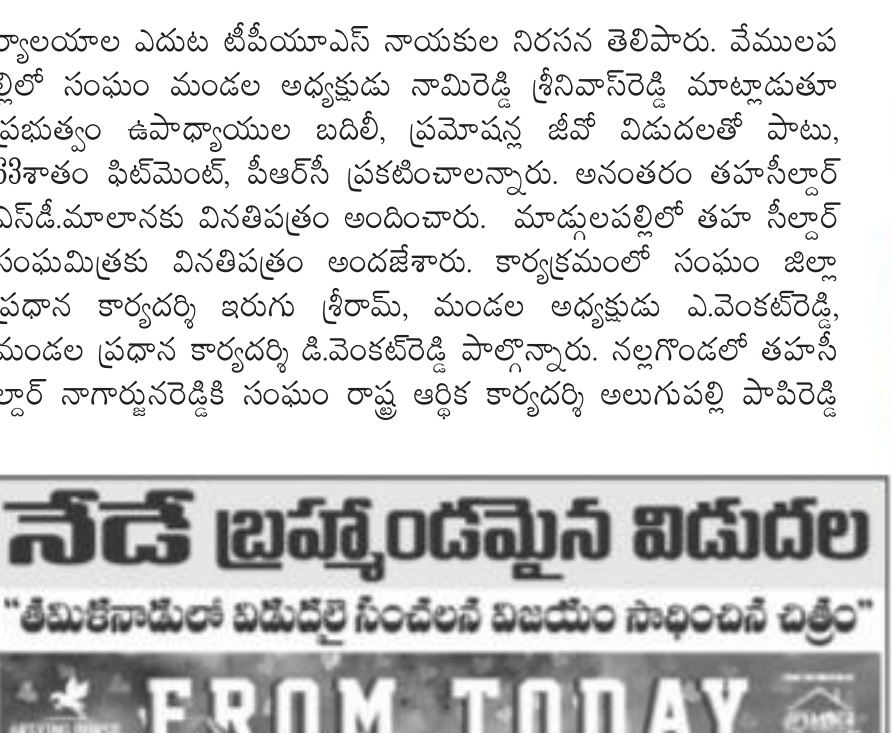 ర్యాలయాల ఎదుట టీపీయూఎస్ నాయకుల నిరసన తెలిపారు. వేములప
ల్లిలో సంఘం మండల అధ్యక్షుడు నామిరెడ్డి శ్రీనివాస్‌రెడ్డి మాట్లాడుతూ
ప్రభుత్వం ఉపాధ్యాయుల బదిలీ, ప్రమోషన్ల జీవో విడుదలతో పాటు,
63శాతం ఫిట్‌మెంట్, పీఆర్‌సీ ప్రకటించాలన్నారు. అనంతరం తహసీల్దార్
ఎస్‌డీ.మాలానకు వినతిపత్రం అందించారు. మాడ్గులపల్లిలో తహ సీల్దార్
సంఘమిత్రకు వినతిపత్రం అందజేశారు. కార్యక్రమంలో సంఘం జిల్లా
ప్రధాన కార్యదర్శి ఇరుగు శ్రీరామ్, మండల అధ్యక్షుడు ఎ.వెంకట్‌రెడ్డి,
మండల ప్రధాన కార్యదర్శి డి.వెంకట్‌రెడ్డి పాల్గొన్నారు. నల్లగొండలో తహసీ
ల్దార్ నాగార్జునరెడ్డికి సంఘం రాష్ట్ర ఆర్థిక కార్యదర్శి అలుగుపల్లి పాపిరెడ్డి
నేడే బ్రహ్మాండమైన విడుదల
“తమిళనాడులో విడుదలై సంచలన విజయం సాధించిన చిత్రం”
FROM TODAY